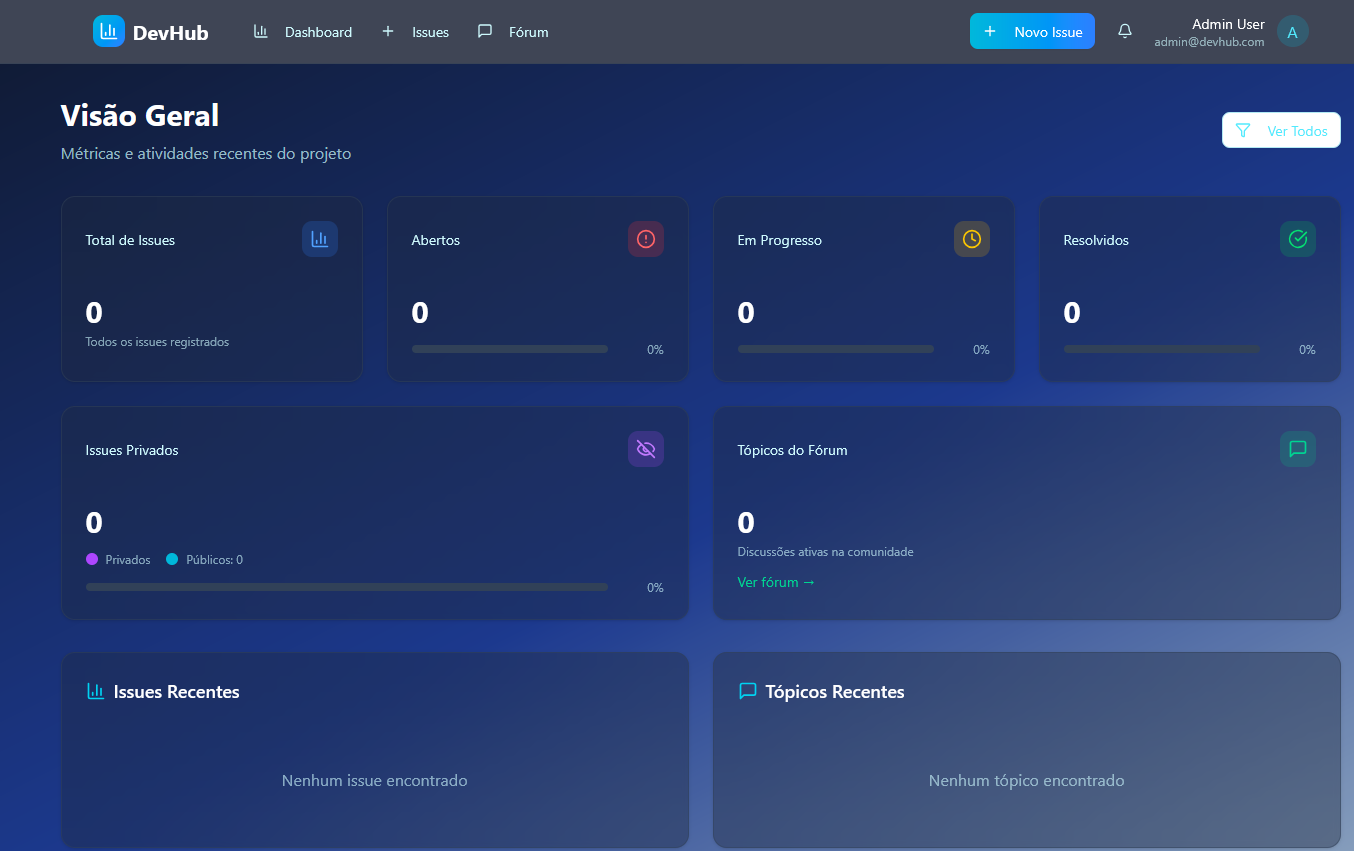 DevHub
Dashboard
Issues
Fórum
Novo Issue
Admin User
admin@devhub.com
A
Visão Geral
Métricas e atividades recentes do projeto
Ver Todos
Total de Issues
0
Todos os issues registrados
Abertos
0
0%
Em Progresso
0
0%
Resolvidos
0
0%
Issues Privados
0
Privados
Públicos: 0
0%
Tópicos do Fórum
0
Discussões ativas na comunidade
Ver fórum →
Issues Recentes
Nenhum issue encontrado
Tópicos Recentes
Nenhum tópico encontrado